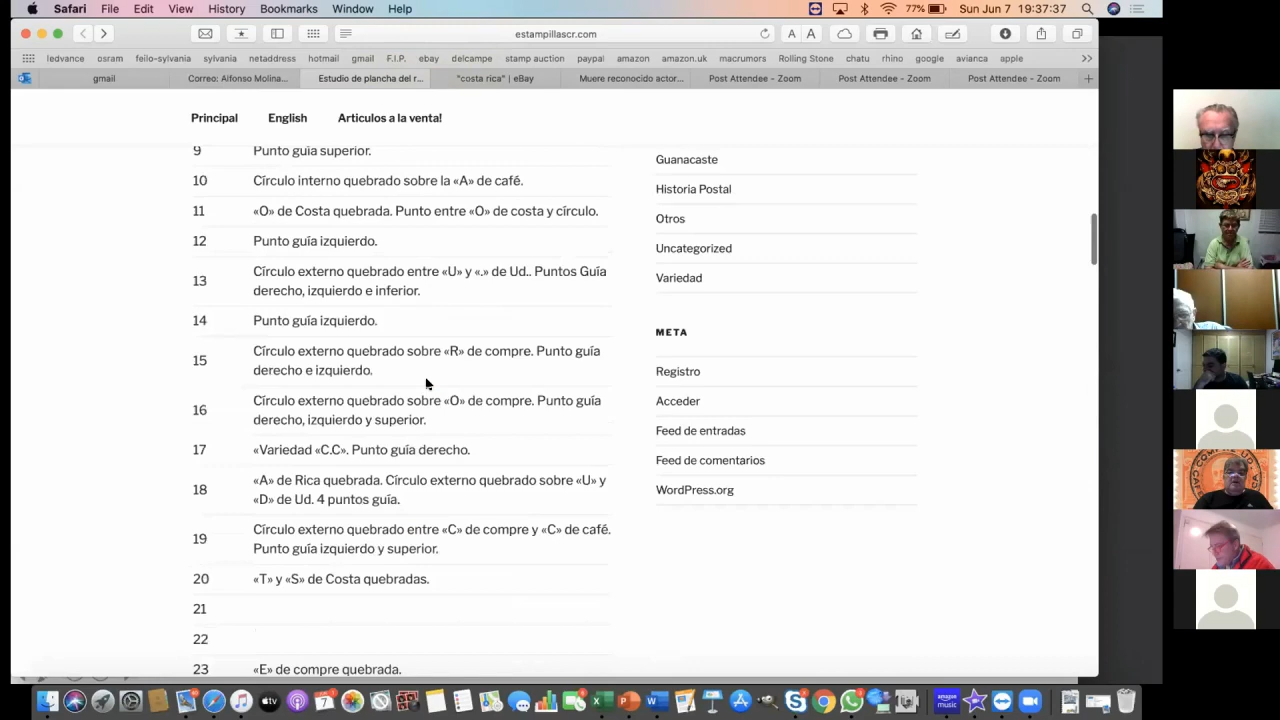 Safari File Edit View History Bookmarks Window Help 77% Sun Jun 7 19:37:37
estampillascr.com A A
ledvance osram feilo-sylvania sylvania netaddress hotmail gmail F.I.P. ebay delcampe stamp auction paypal amazon amazon.uk macrumors Rolling Stone chatu rhino google avianca apple >>
gmail Correo: Alfonso Molina... Estudio de plancha del r... "costa rica" | eBay Muere reconocido actor... Post Attendee - Zoom Post Attendee - Zoom Post Attendee - Zoom +
Principal English Articulos a la venta!
9 Punto guía superior.
10 Círculo interno quebrado sobre la «A» de café.
11 «O» de Costa quebrada. Punto entre «O» de costa y círculo.
12 Punto guía izquierdo.
13 Círculo externo quebrado entre «U» y «.» de Ud.. Puntos Guía
derecho, izquierdo e inferior.
14 Punto guía izquierdo.
15 Círculo externo quebrado sobre «R» de compre. Punto guía
derecho e izquierdo.
16 Círculo externo quebrado sobre «O» de compre. Punto guía
derecho, izquierdo y superior.
17 «Variedad «C.C». Punto guía derecho.
18 «A» de Rica quebrada. Círculo externo quebrado sobre «U» y
«D» de Ud. 4 puntos guía.
19 Círculo externo quebrado entre «C» de compre y «C» de café.
Punto guía izquierdo y superior.
20 «T» y «S» de Costa quebradas.
21
22
23 «E» de compre quebrada.
Guanacaste
Historia Postal
Otros
Uncategorized
Variedad
META
Registro
Acceder
Feed de entradas
Feed de comentarios
WordPress.org
tv
amazon music